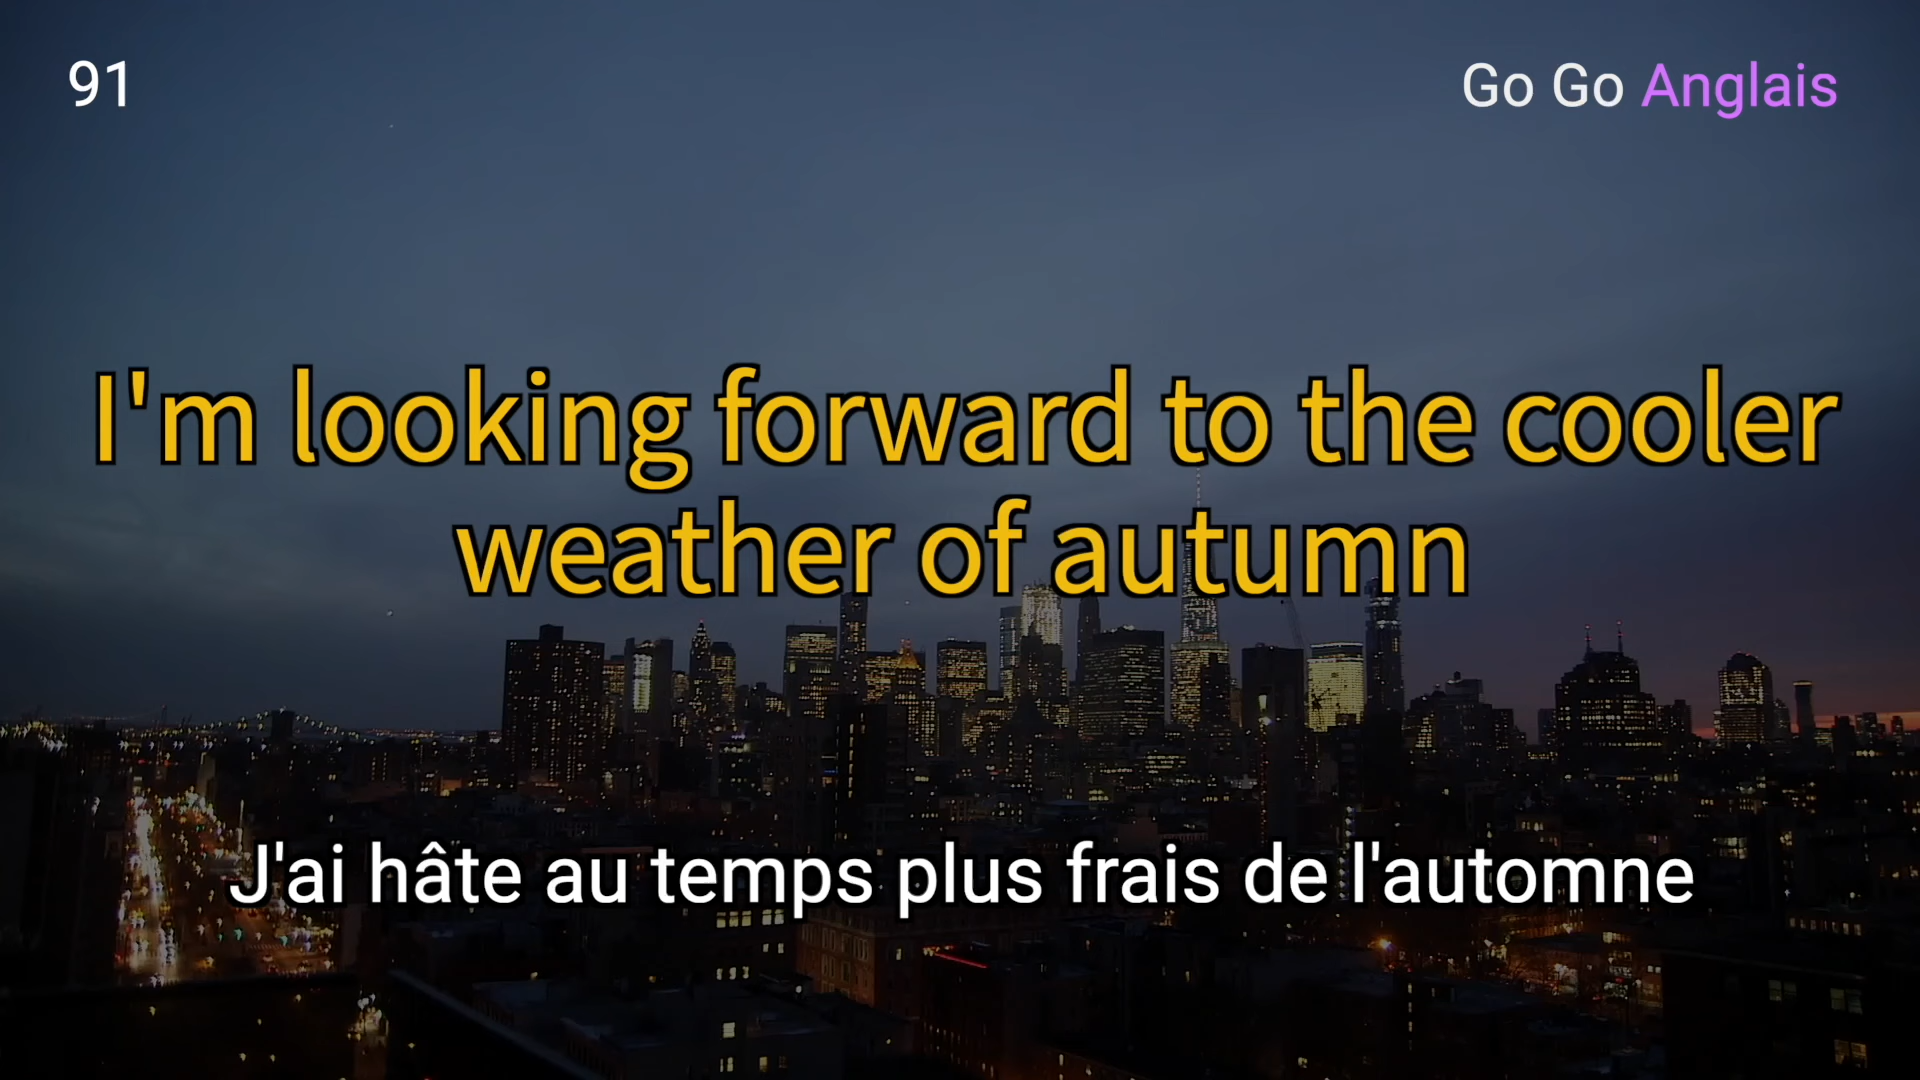 91
Go Go Anglais
I'm looking forward to the cooler
weather of autumn
J'ai hâte au temps plus frais de l'automne